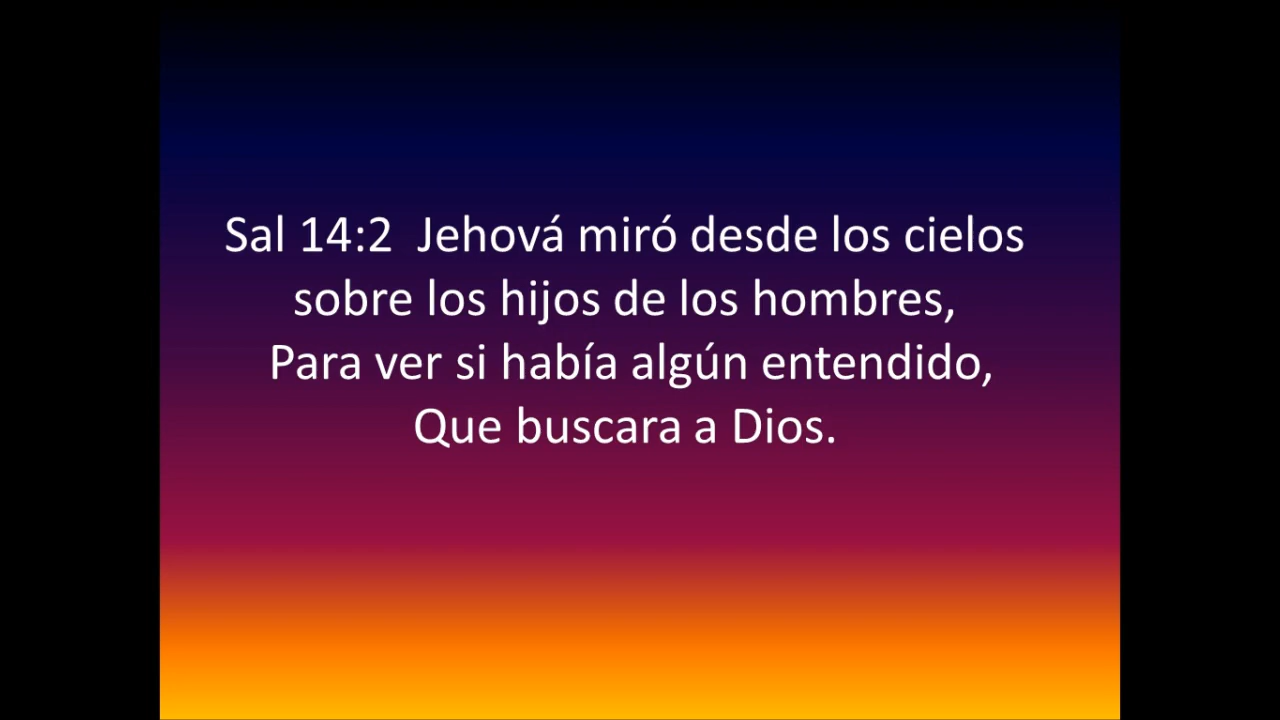 Sal 14:2  Jehová miró desde los cielos
sobre los hijos de los hombres,
Para ver si había algún entendido,
Que buscara a Dios.